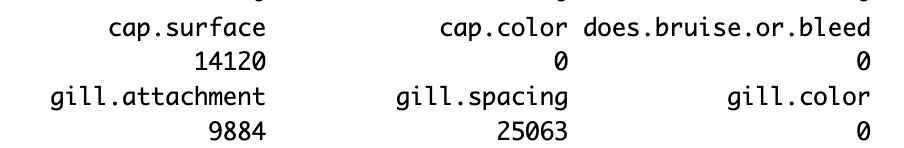 cap.surface cap.color does.bruise.or.bleed
14120 0 0
gill.attachment gill.spacing gill.color
9884 25063 0